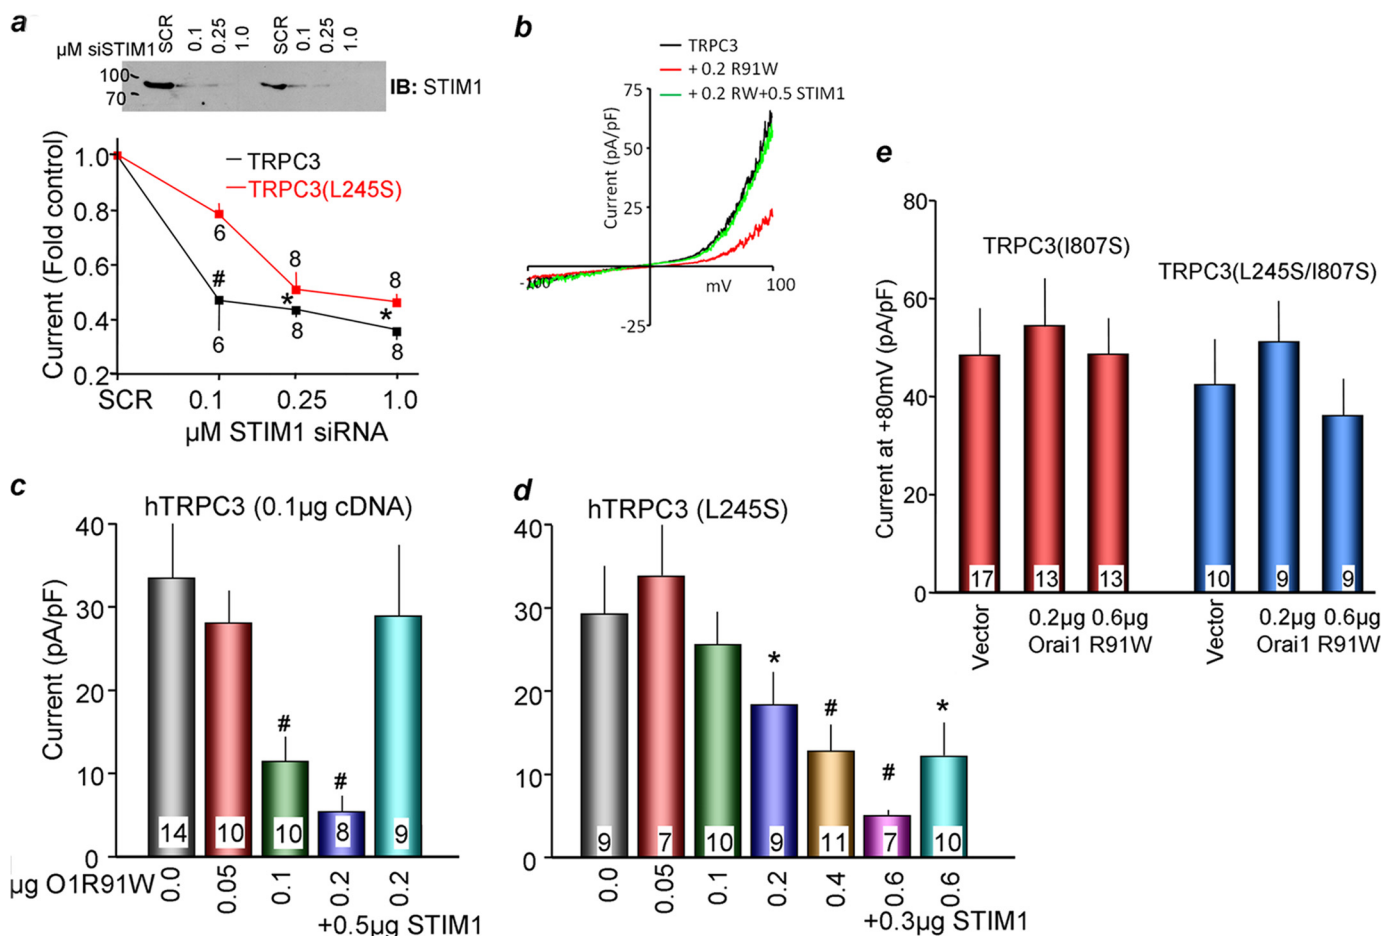 a
µM siSTIM1 SCR 0.1 0.25 1.0 SCR 0.1 0.25 1.0
100
70
IB: STIM1
Current (Fold control)
1.0
0.8
0.6
0.4
0.2
TRPC3
TRPC3(L245S)
6
8
8
#
*
*
6
8
8
SCR 0.1 0.25 1.0
µM STIM1 siRNA
b
TRPC3
+ 0.2 R91W
+ 0.2 RW+0.5 STIM1
Current (pA/pF)
75
50
25
-25
-100
mV
100
c
hTRPC3 (0.1µg cDNA)
Current (pA/pF)
40
30
20
10
0
#
#
14 10 10 8 9
µg O1R91W 0.0 0.05 0.1 0.2 0.2
+0.5µg STIM1
d
hTRPC3 (L245S)
40
30
20
10
0
*
#
#
*
9 7 10 9 11 7 10
0.0 0.05 0.1 0.2 0.4 0.6 0.6
+0.3µg STIM1
e
Current at +80mV (pA/pF)
80
60
40
20
0
TRPC3(I807S)
TRPC3(L245S/I807S)
17 13 13 10 9 9
Vector
0.2µg 0.6µg
Orai1 R91W
Vector
0.2µg 0.6µg
Orai1 R91W